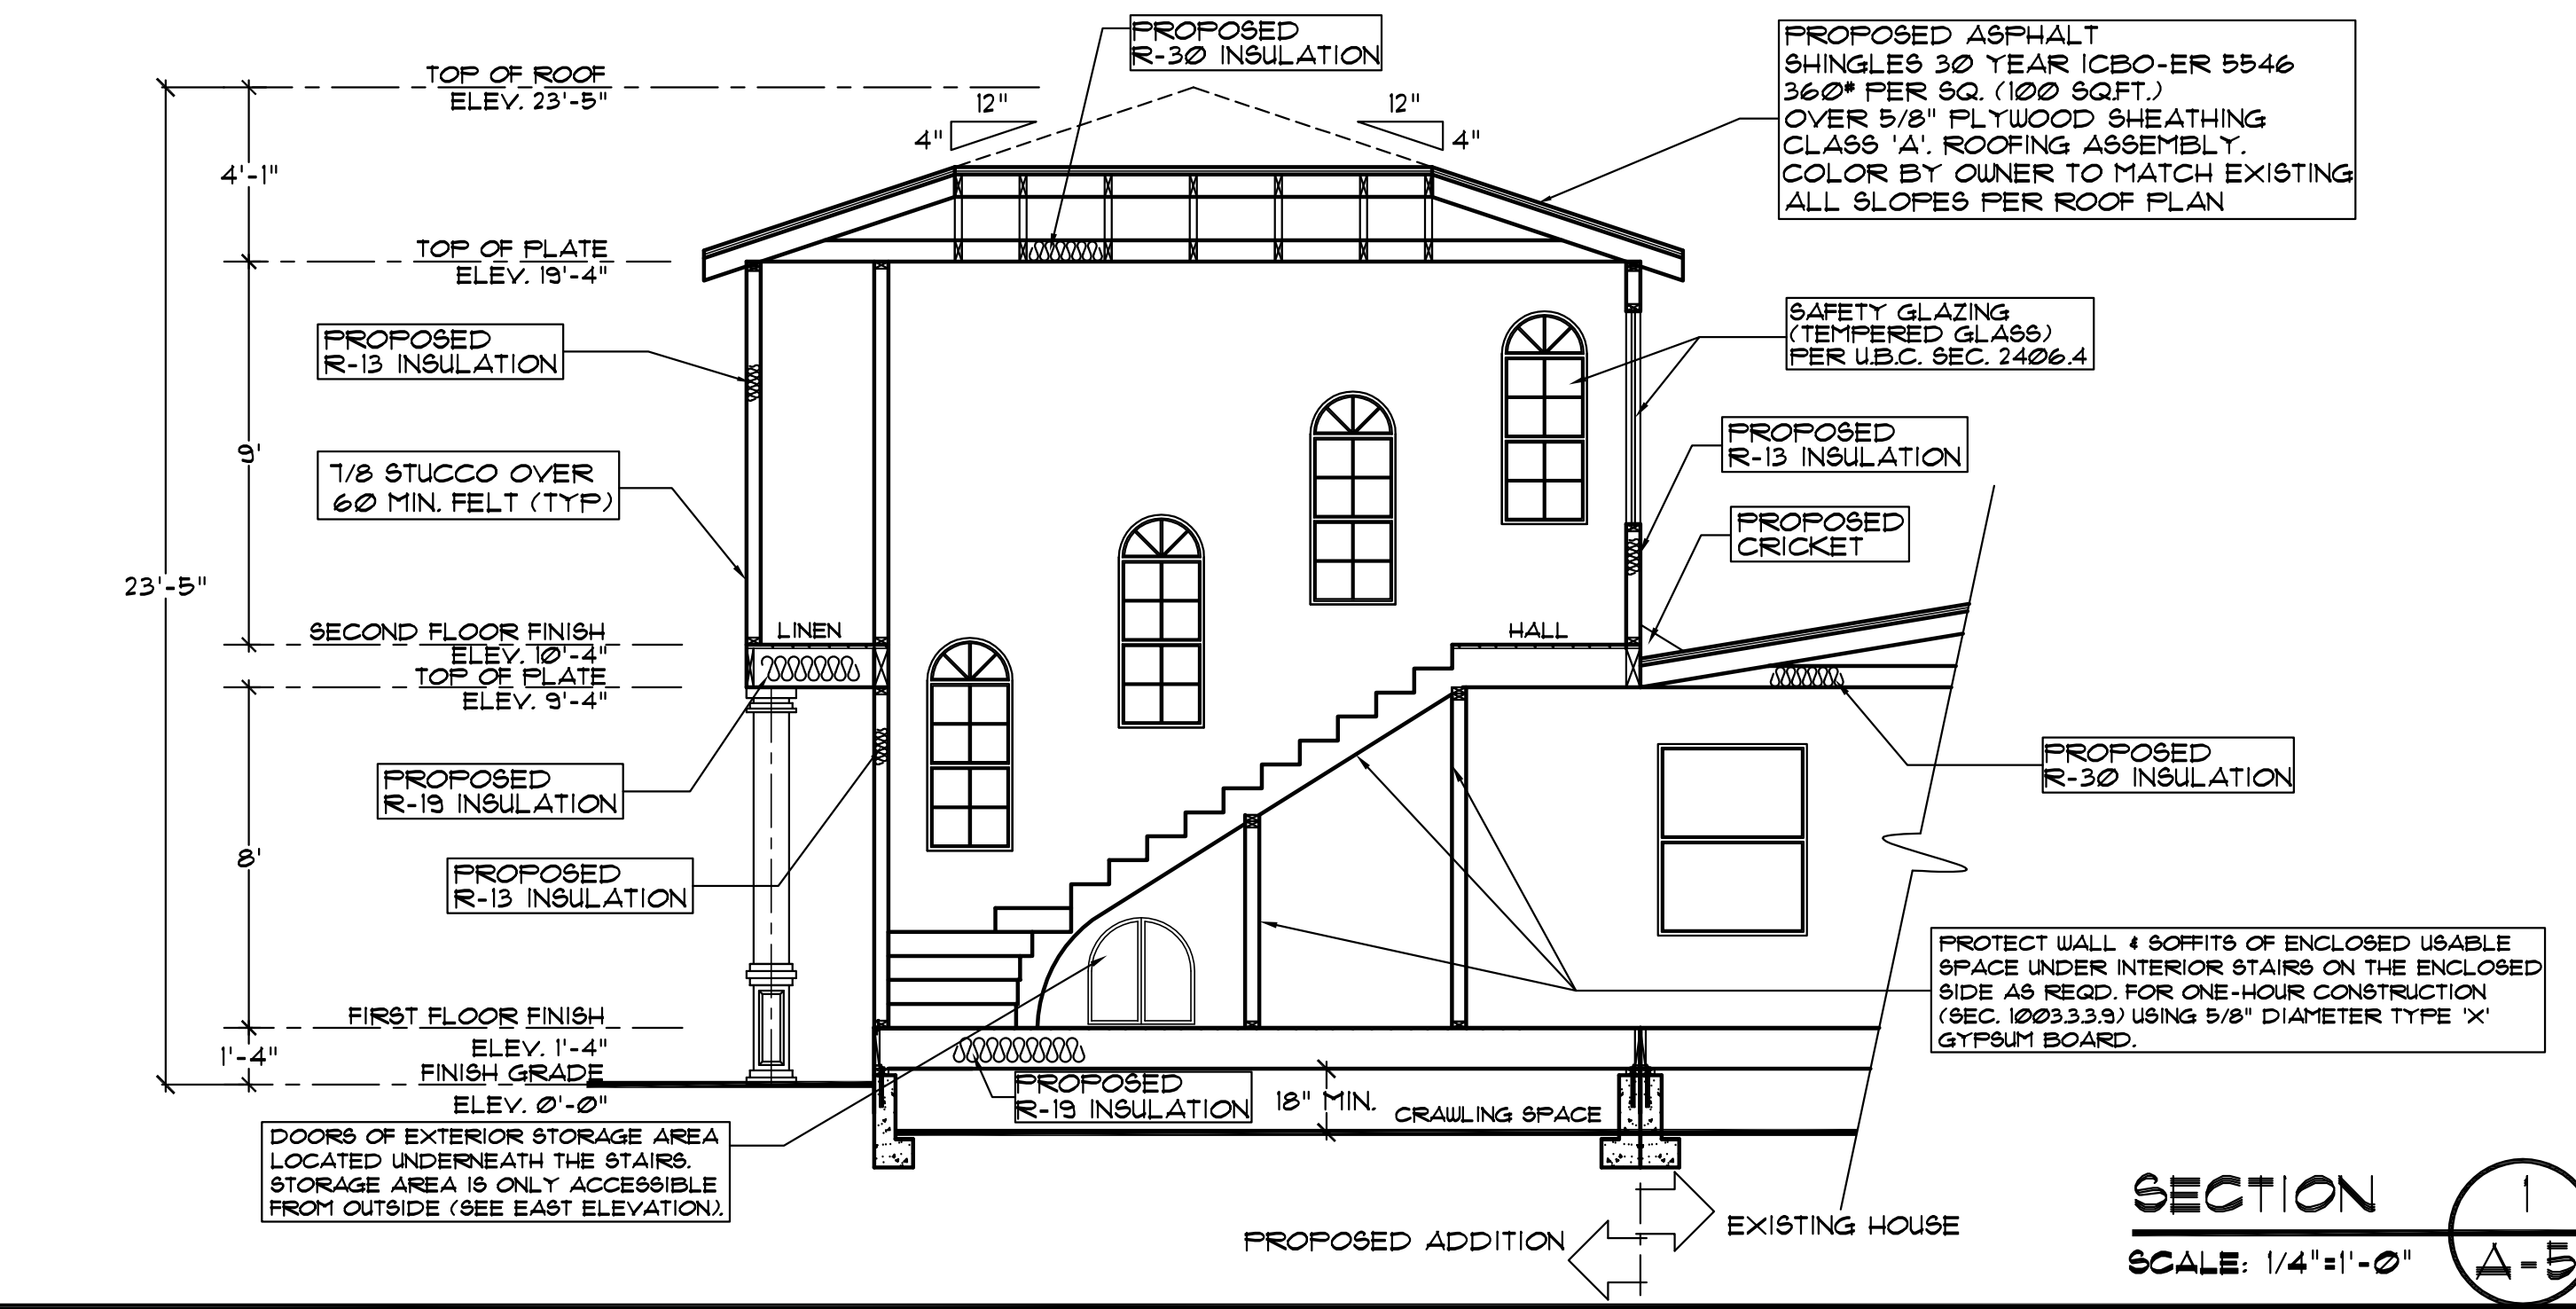 PROPOSED
R-30 INSULATION
PROPOSED ASPHALT
SHINGLES 30 YEAR ICBO-ER 5546
360# PER SQ. (100 SQ.FT.)
OVER 5/8" PLYWOOD SHEATHING
CLASS 'A'. ROOFING ASSEMBLY.
COLOR BY OWNER TO MATCH EXISTING
ALL SLOPES PER ROOF PLAN
TOP OF ROOF
ELEV. 23'-5"
12"
4"
12"
4"
4'-1"
TOP OF PLATE
ELEV. 19'-4"
PROPOSED
R-13 INSULATION
SAFETY GLAZING
(TEMPERED GLASS)
PER U.B.C. SEC. 2406.4
9'
7/8 STUCCO OVER
60 MIN. FELT (TYP)
PROPOSED
R-13 INSULATION
PROPOSED
CRICKET
23'-5"
SECOND FLOOR FINISH
ELEV. 10'-4"
LINEN
HALL
TOP OF PLATE
ELEV. 9'-4"
PROPOSED
R-19 INSULATION
PROPOSED
R-30 INSULATION
8'
PROPOSED
R-13 INSULATION
PROTECT WALL & SOFFITS OF ENCLOSED USABLE
SPACE UNDER INTERIOR STAIRS ON THE ENCLOSED
SIDE AS REQD. FOR ONE-HOUR CONSTRUCTION
(SEC. 1003.3.3.9) USING 5/8" DIAMETER TYPE 'X'
GYPSUM BOARD.
FIRST FLOOR FINISH
ELEV. 1'-4"
1'-4"
FINISH GRADE
ELEV. 0'-0"
PROPOSED
R-19 INSULATION
18" MIN.
CRAWLING SPACE
DOORS OF EXTERIOR STORAGE AREA
LOCATED UNDERNEATH THE STAIRS.
STORAGE AREA IS ONLY ACCESSIBLE
FROM OUTSIDE (SEE EAST ELEVATION).
PROPOSED ADDITION
EXISTING HOUSE
SECTION
SCALE: 1/4"=1'-0"
1
A-5